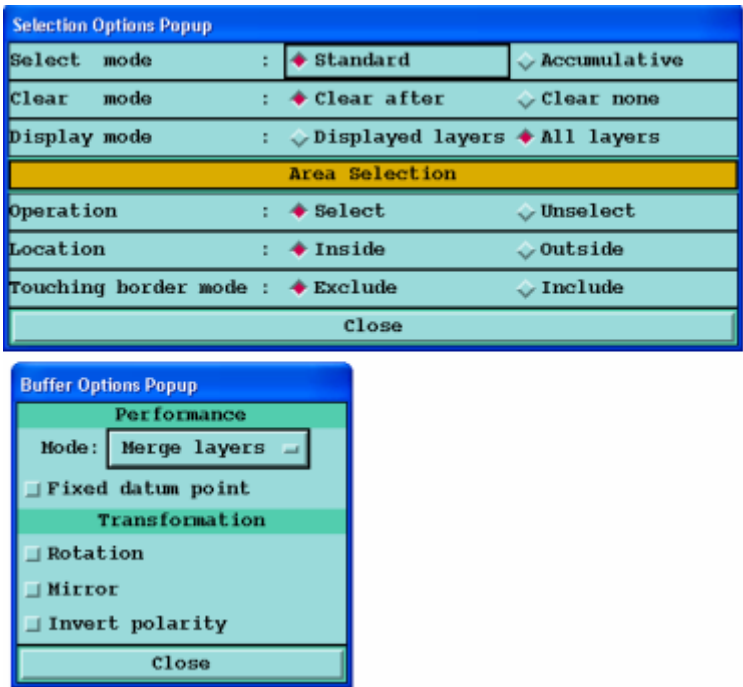 Selection Options Popup
Select mode : Standard Accumulative
Clear mode : Clear after Clear none
Display mode : Displayed layers All layers
Area Selection
Operation : Select Unselect
Location : Inside Outside
Touching border mode : Exclude Include
Close
Buffer Options Popup
Performance
Mode: Merge layers
Fixed datum point
Transformation
Rotation
Mirror
Invert polarity
Close